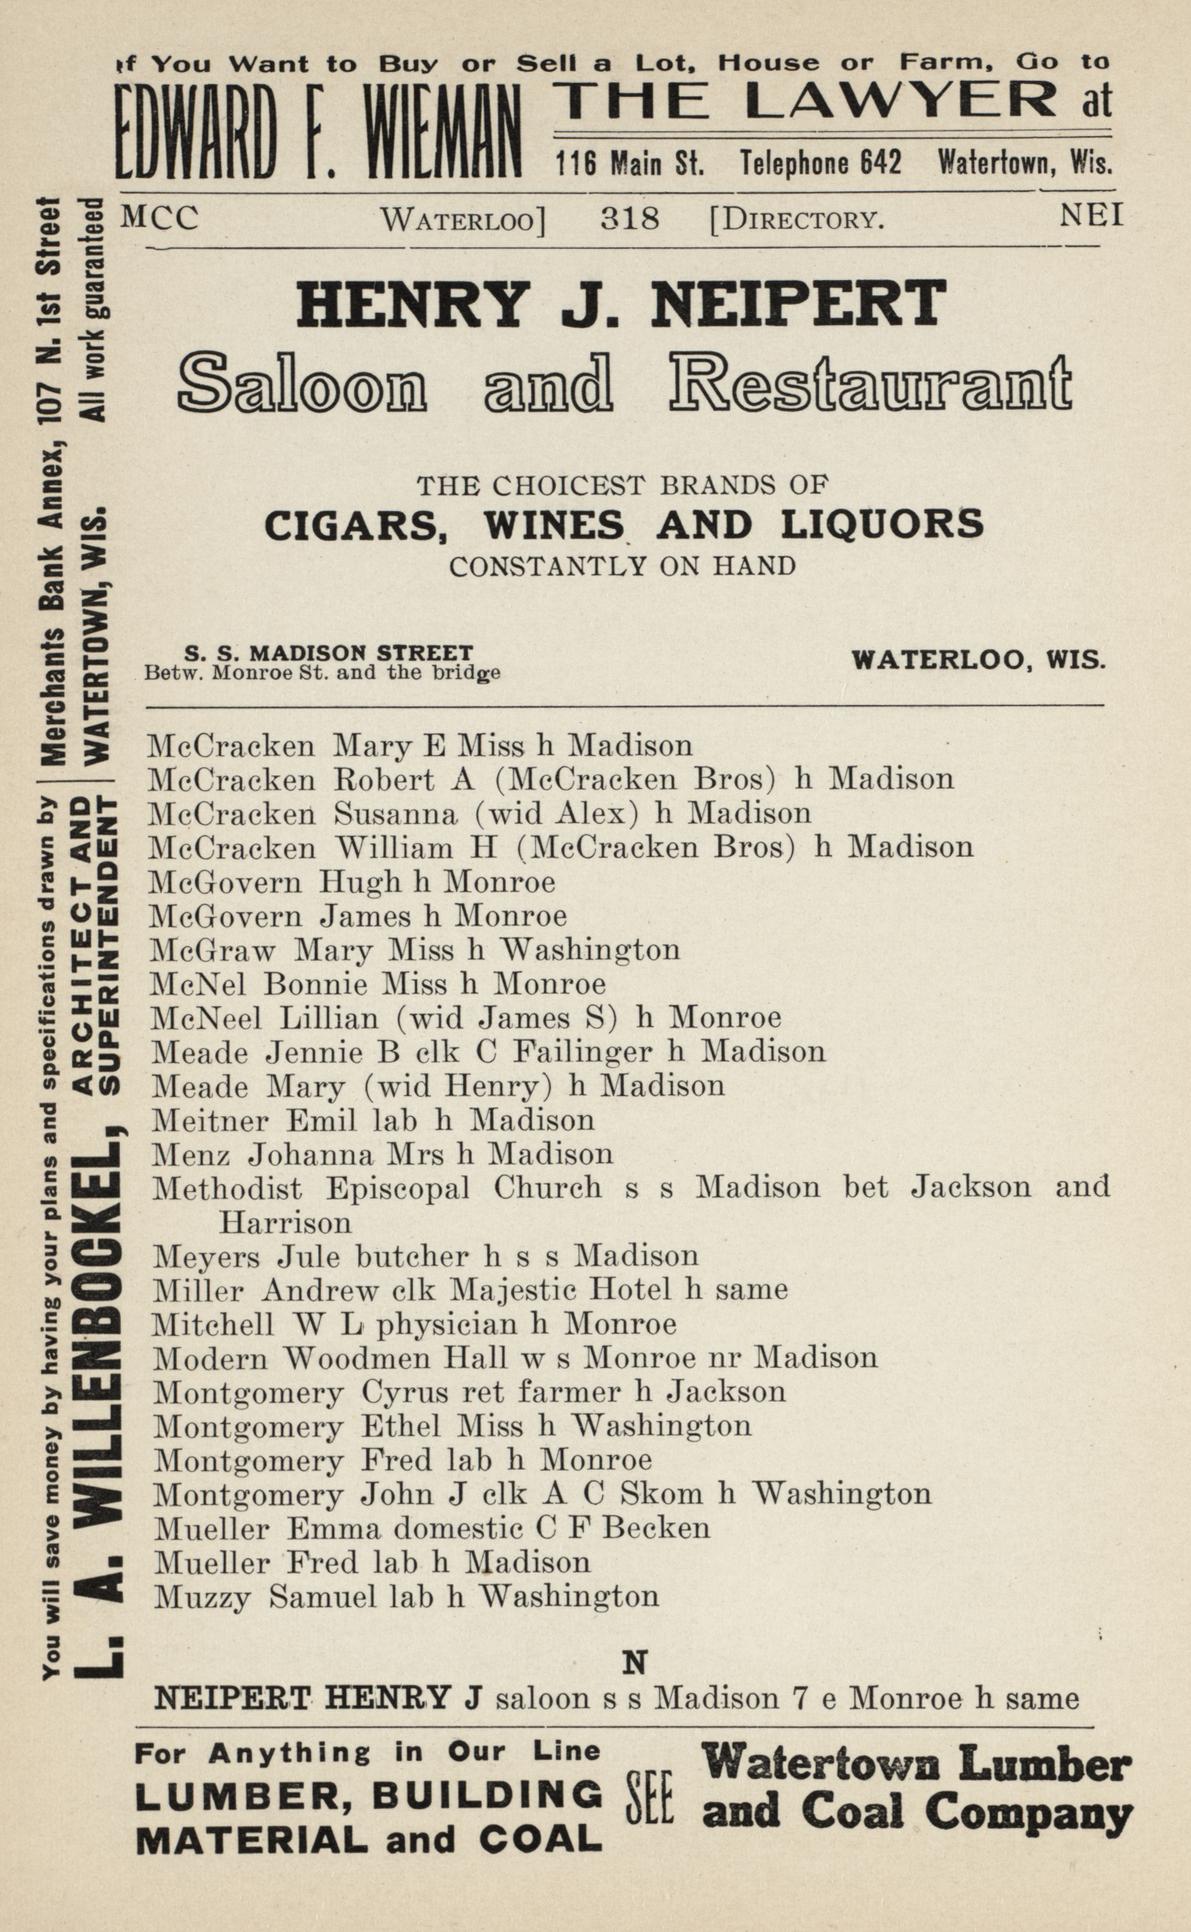 If You Want to Buy or Sell a Lot, House or Farm, Go to
EDWARD F. WIEMAN THE LAWYER at
116 Main St. Telephone 642 Watertown, Wis.
MCC WATERLOO] 318 [DIRECTORY. NEI
HENRY J. NEIPERT
Saloon and Restaurant
THE CHOICEST BRANDS OF
CIGARS, WINES AND LIQUORS
CONSTANTLY ON HAND
S. S. MADISON STREET
Betw. Monroe St. and the bridge
WATERLOO, WIS.
McCracken Mary E Miss h Madison
McCracken Robert A (McCracken Bros) h Madison
McCracken Susanna (wid Alex) h Madison
McCracken William H (McCracken Bros) h Madison
McGovern Hugh h Monroe
McGovern James h Monroe
McGraw Mary Miss h Washington
McNel Bonnie Miss h Monroe
McNeel Lillian (wid James S) h Monroe
Meade Jennie B clk C Failinger h Madison
Meade Mary (wid Henry) h Madison
Meitner Emil lab h Madison
Menz Johanna Mrs h Madison
Methodist Episcopal Church s s Madison bet Jackson and
Harrison
Meyers Jule butcher h s s Madison
Miller Andrew clk Majestic Hotel h same
Mitchell W L physician h Monroe
Modern Woodmen Hall w s Monroe nr Madison
Montgomery Cyrus ret farmer h Jackson
Montgomery Ethel Miss h Washington
Montgomery Fred lab h Monroe
Montgomery John J clk A C Skom h Washington
Mueller Emma domestic C F Becken
Mueller Fred lab h Madison
Muzzy Samuel lab h Washington
N
NEIPERT HENRY J saloon s s Madison 7 e Monroe h same
For Anything in Our Line
LUMBER, BUILDING
MATERIAL and COAL
SEE
Watertown Lumber
and Coal Company
You will save money by having your plans and specifications drawn by
L. A. WILLENBOCKEL, ARCHITECT AND
SUPERINTENDENT
Merchants Bank Annex, 107 N. 1st Street
WATERTOWN, WIS. All work guaranteed